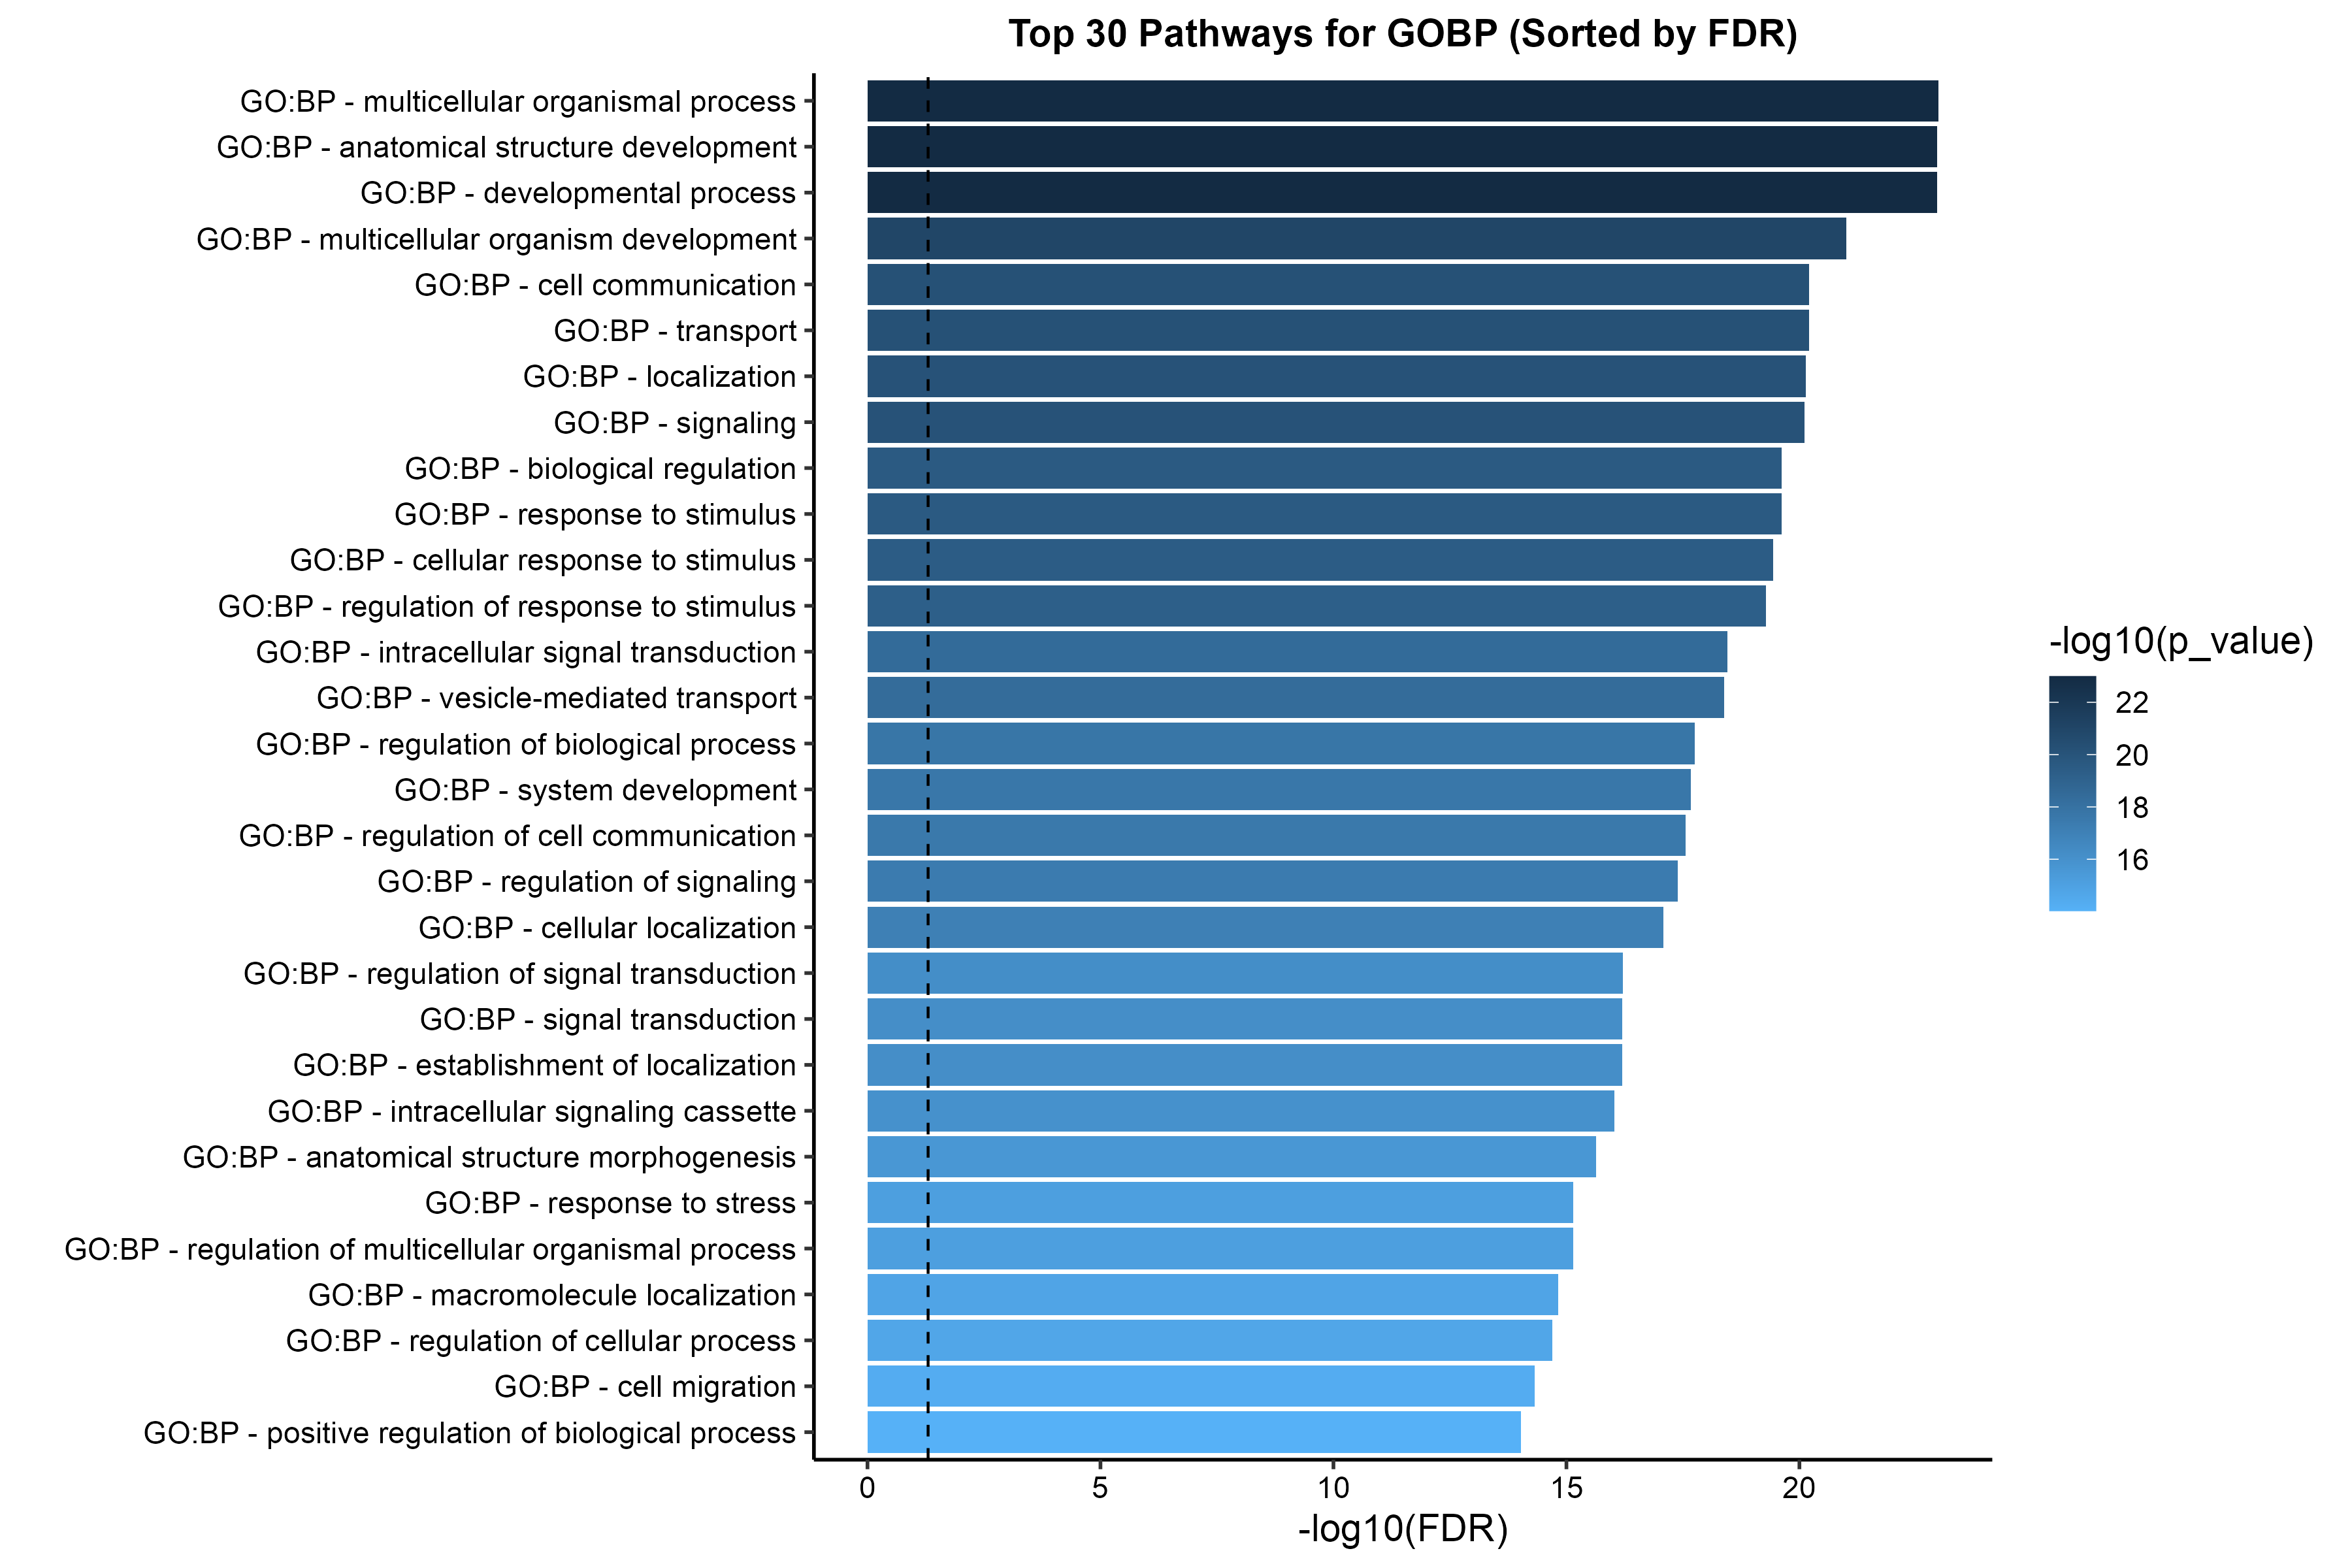 Top 30 Pathways for GOBP (Sorted by FDR)
GO:BP - multicellular organismal process
GO:BP - anatomical structure development
GO:BP - developmental process
GO:BP - multicellular organism development
GO:BP - cell communication
GO:BP - transport
GO:BP - localization
GO:BP - signaling
GO:BP - biological regulation
GO:BP - response to stimulus
GO:BP - cellular response to stimulus
GO:BP - regulation of response to stimulus
GO:BP - intracellular signal transduction
GO:BP - vesicle-mediated transport
GO:BP - regulation of biological process
GO:BP - system development
GO:BP - regulation of cell communication
GO:BP - regulation of signaling
GO:BP - cellular localization
GO:BP - regulation of signal transduction
GO:BP - signal transduction
GO:BP - establishment of localization
GO:BP - intracellular signaling cassette
GO:BP - anatomical structure morphogenesis
GO:BP - response to stress
GO:BP - regulation of multicellular organismal process
GO:BP - macromolecule localization
GO:BP - regulation of cellular process
GO:BP - cell migration
GO:BP - positive regulation of biological process
0 5 10 15 20
-log10(FDR)
-log10(p_value)
22
20
18
16